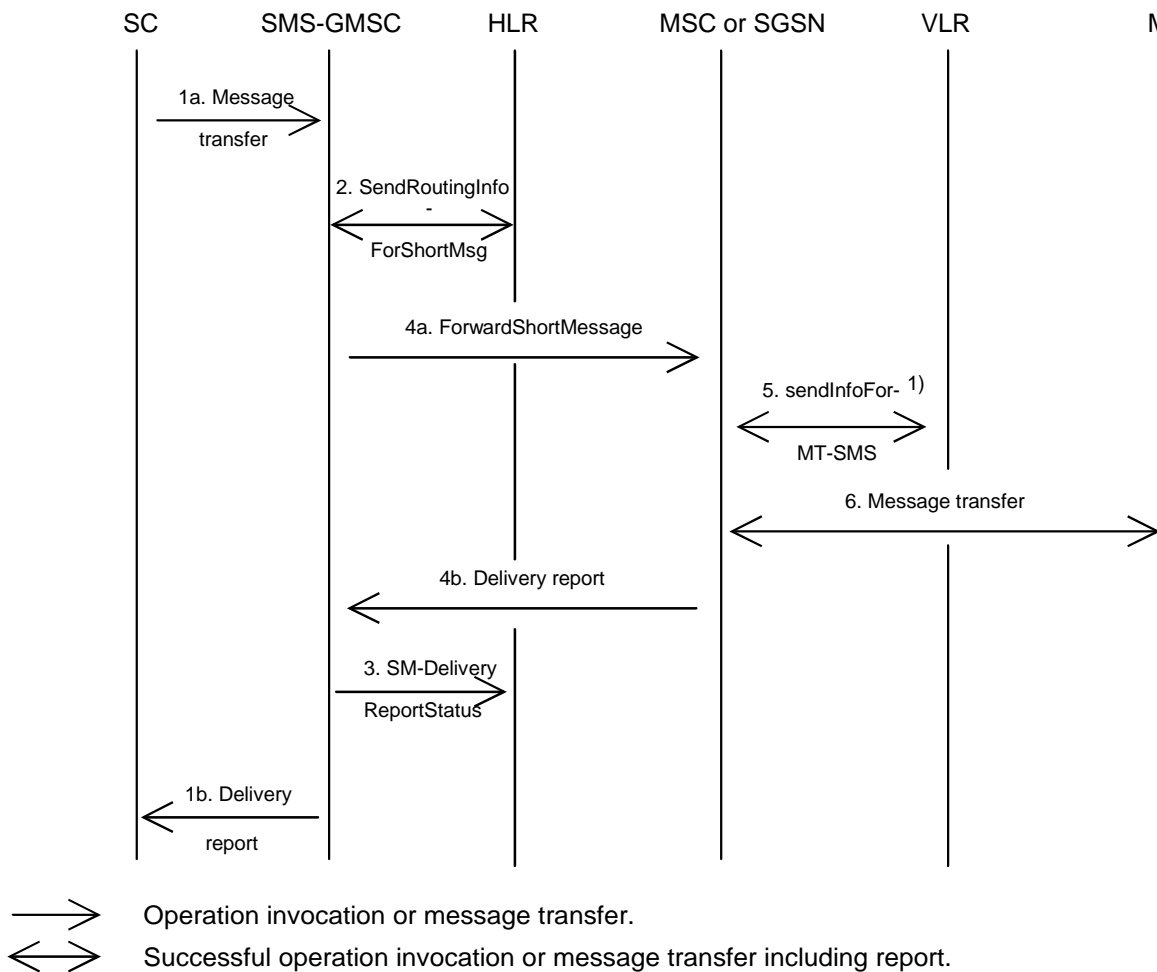 SC SMS-GMSC HLR MSC or SGSN VLR M
1a. Message
transfer
2. SendRoutingInfo
-
ForShortMsg
4a. ForwardShortMessage
5. sendInfoFor- 1)
MT-SMS
6. Message transfer
4b. Delivery report
3. SM-Delivery
ReportStatus
1b. Delivery
report
Operation invocation or message transfer.
Successful operation invocation or message transfer including report.